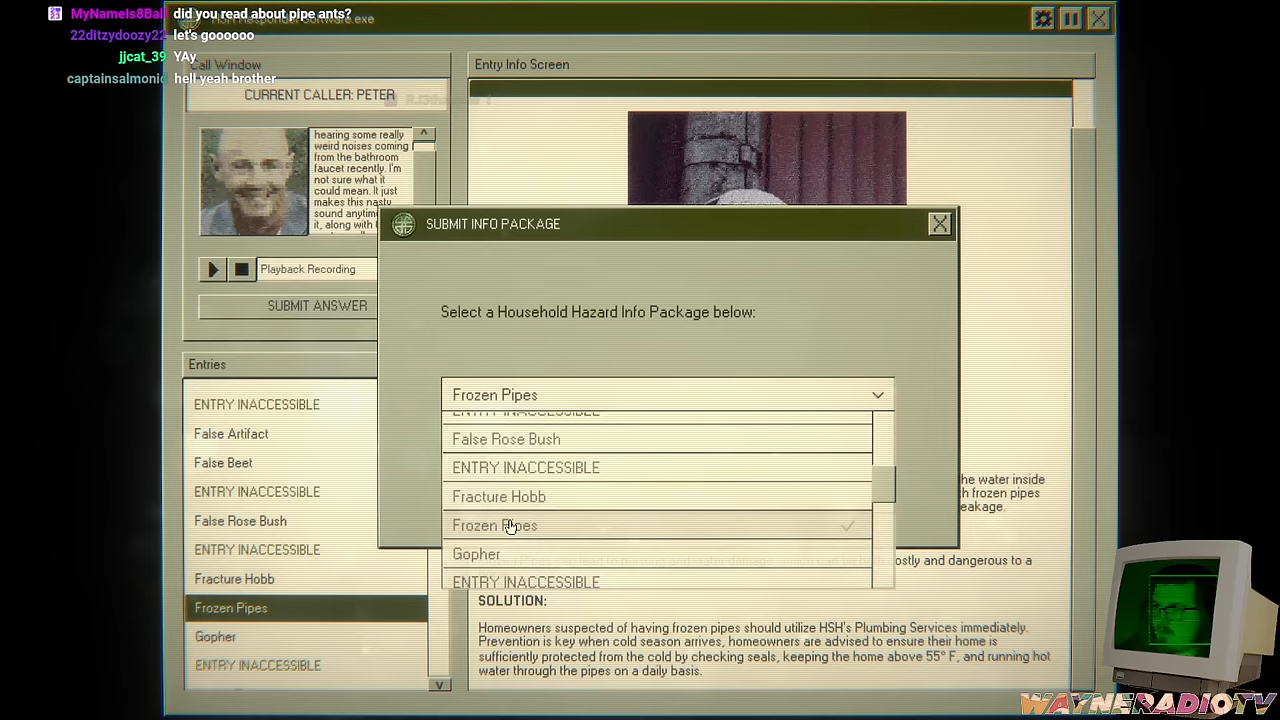 MyNameIs8Bal did you read about pipe ants?
22ditzydoozy22 let's goooooo
jjcat_39 YAy
captainsalmonic hell yeah brother
Call Window
CURRENT CALLER: PETER
hearing some really
weird noises coming
from the bathroom
faucet recently. I'm
not sure what it
could mean. It just
makes this nasty
sound anytim
it, along with
Playback Recording
SUBMIT ANSWER
Entries
ENTRY INACCESSIBLE
False Artifact
False Beet
ENTRY INACCESSIBLE
False Rose Bush
ENTRY INACCESSIBLE
Fracture Hobb
Frozen Pipes
Gopher
ENTRY INACCESSIBLE
Entry Info Screen
SUBMIT INFO PACKAGE
Select a Household Hazard Info Package below:
Frozen Pipes
ENTRY INACCESSIBLE
False Rose Bush
ENTRY INACCESSIBLE
Fracture Hobb
Frozen Pipes
Gopher
ENTRY INACCESSIBLE
he water inside
h frozen pipes
eakage.
ostly and dangerous to a
SOLUTION:
Homeowners suspected of having frozen pipes should utilize HSH's Plumbing Services immediately.
Prevention is key when cold season arrives, homeowners are advised to ensure their home is
sufficiently protected from the cold by checking seals, keeping the home above 55° F, and running hot
water through the pipes on a daily basis.
WAYNERADIOTV